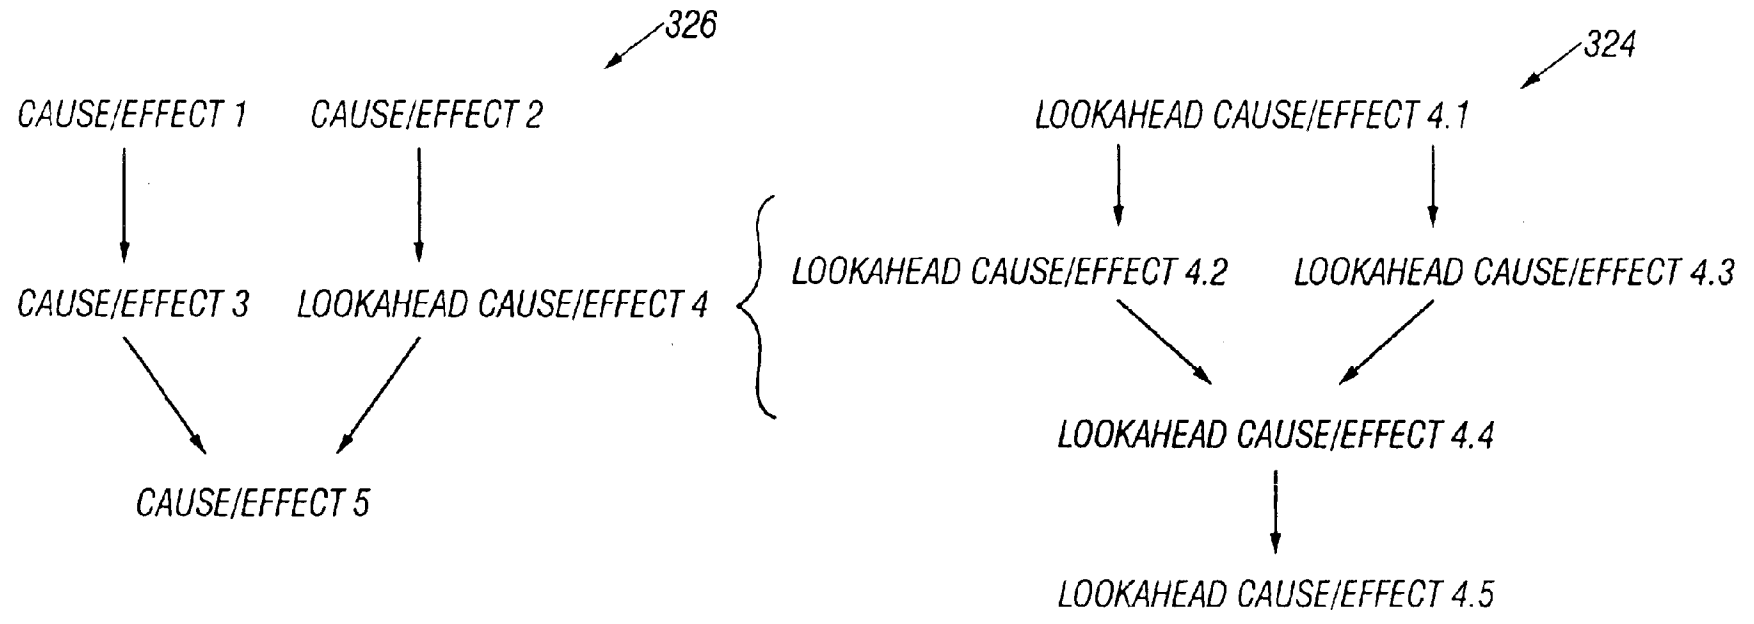 326
324
CAUSE/EFFECT 1
CAUSE/EFFECT 2
LOOKAHEAD CAUSE/EFFECT 4.1
LOOKAHEAD CAUSE/EFFECT 4.2
LOOKAHEAD CAUSE/EFFECT 4.3
CAUSE/EFFECT 3
LOOKAHEAD CAUSE/EFFECT 4
LOOKAHEAD CAUSE/EFFECT 4.4
CAUSE/EFFECT 5
LOOKAHEAD CAUSE/EFFECT 4.5